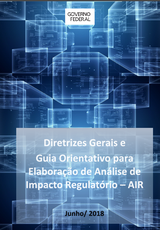 GOVERNO
FEDERAL
Diretrizes Gerais e
Guia Orientativo para
Elaboração de Análise de
Impacto Regulatório – AIR
Junho/ 2018